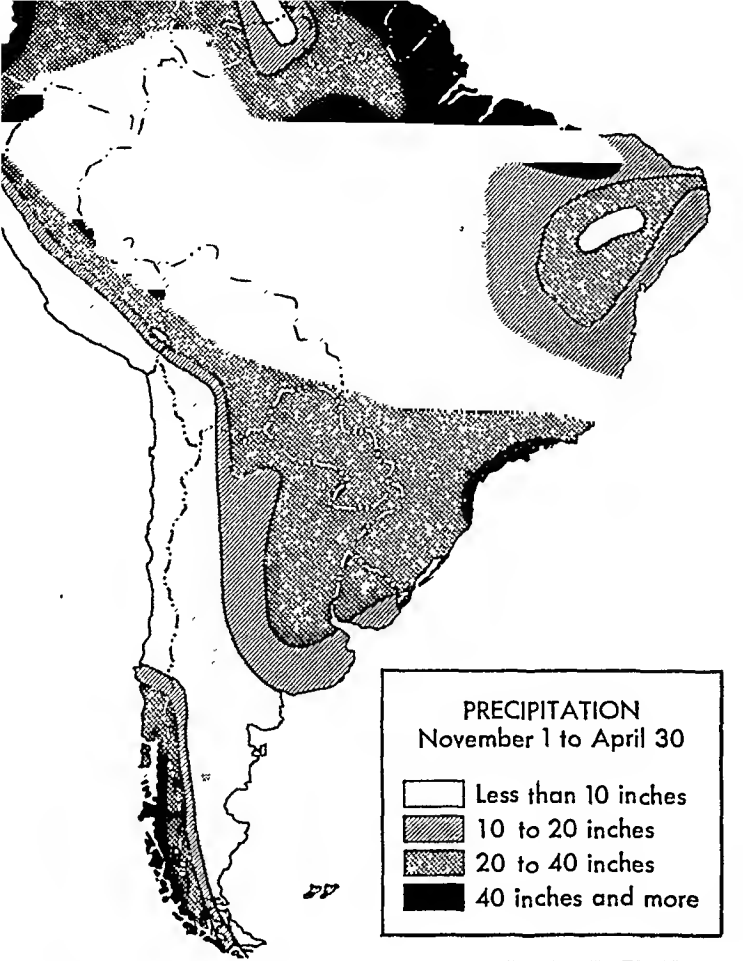 PRECIPITATION
November 1 to April 30
Less than 10 inches
10 to 20 inches
20 to 40 inches
40 inches and more